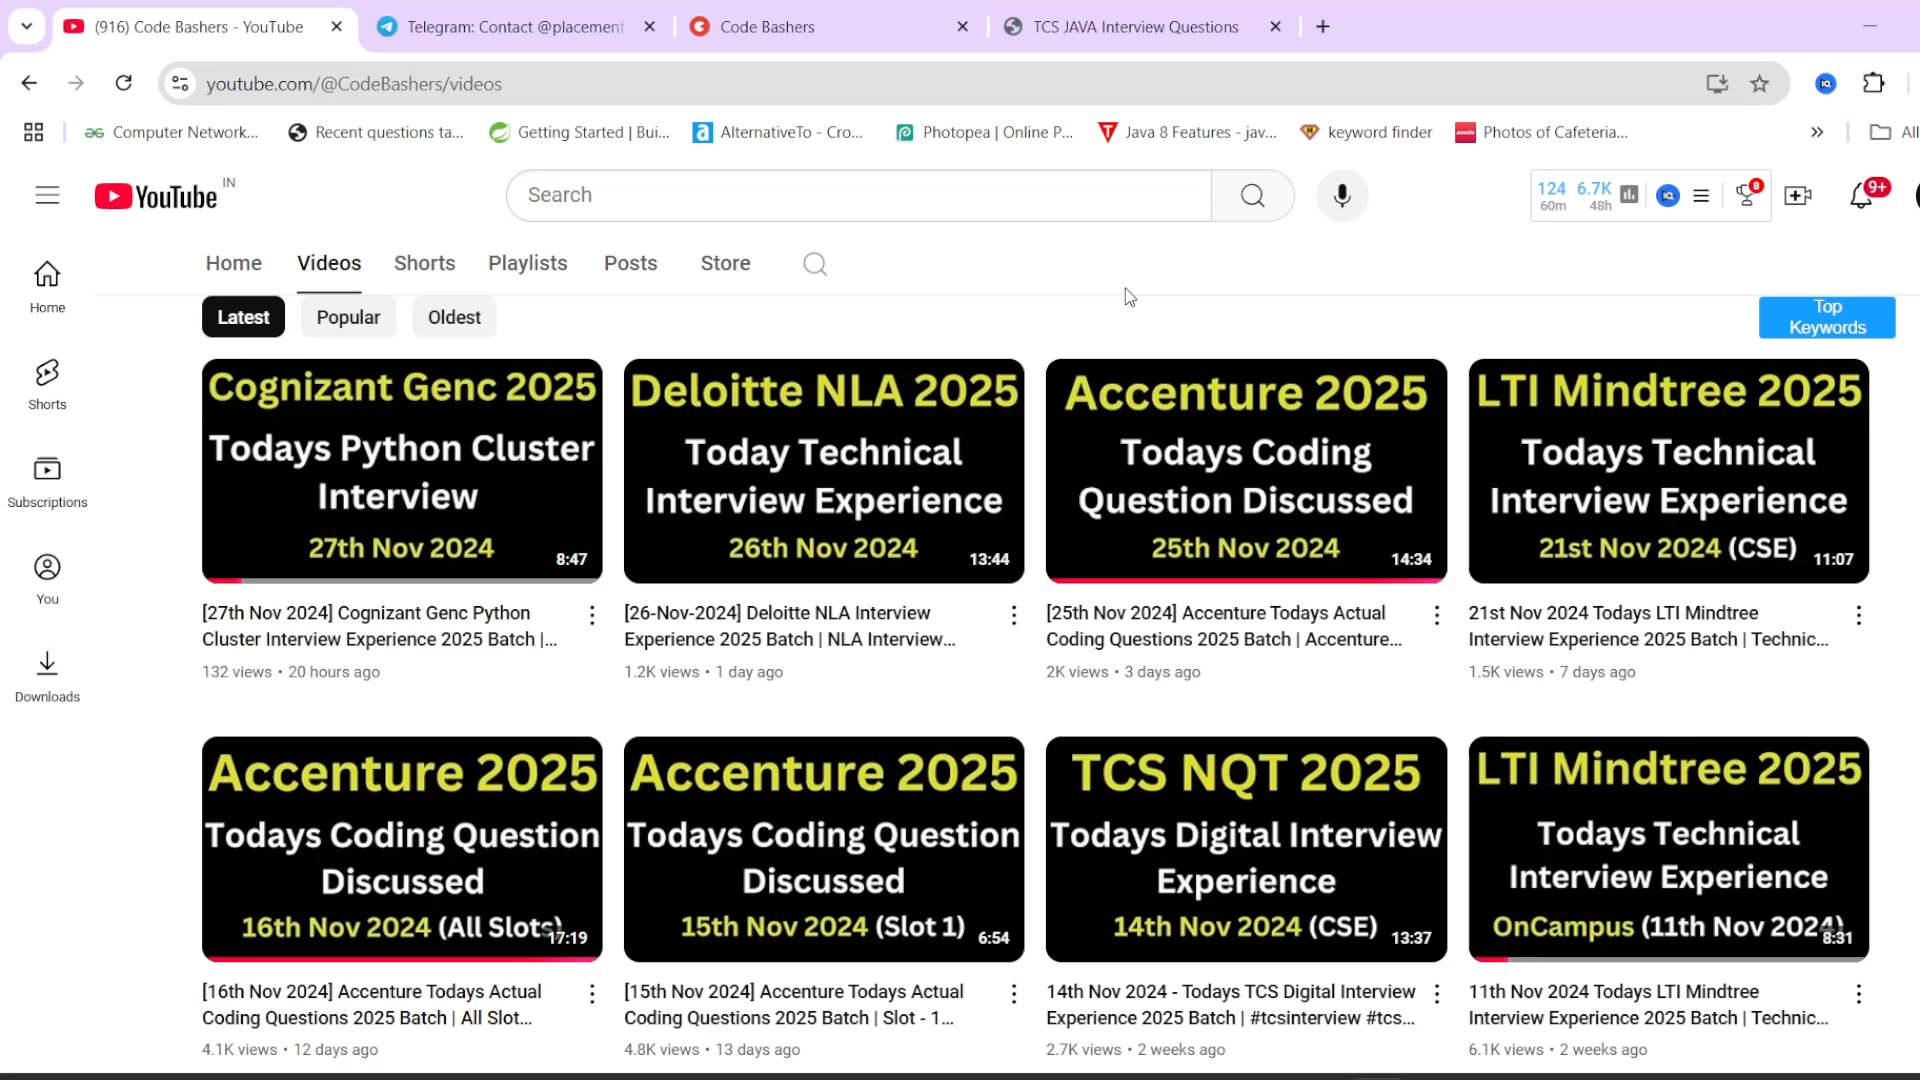 (916) Code Bashers - YouTube
Telegram: Contact @placement
Code Bashers
TCS JAVA Interview Questions
youtube.com/@CodeBashers/videos
Computer Network...
Recent questions ta...
Getting Started | Bui...
AlternativeTo - Cro...
Photopea | Online P...
Java 8 Features - jav...
keyword finder
Photos of Cafeteria...
All
YouTube
IN
Search
124
60m
6.7K
48h
8
9+
Home
Videos
Shorts
Playlists
Posts
Store
Home
Shorts
Subscriptions
You
Downloads
Latest
Popular
Oldest
Top
Keywords
Cognizant Genc 2025
Todays Python Cluster
Interview
27th Nov 2024
8:47
[27th Nov 2024] Cognizant Genc Python
Cluster Interview Experience 2025 Batch |...
132 views • 20 hours ago
Deloitte NLA 2025
Today Technical
Interview Experience
26th Nov 2024
13:44
[26-Nov-2024] Deloitte NLA Interview
Experience 2025 Batch | NLA Interview...
1.2K views • 1 day ago
Accenture 2025
Todays Coding
Question Discussed
25th Nov 2024
14:34
[25th Nov 2024] Accenture Todays Actual
Coding Questions 2025 Batch | Accenture...
2K views • 3 days ago
LTI Mindtree 2025
Todays Technical
Interview Experience
21st Nov 2024 (CSE)
11:07
21st Nov 2024 Todays LTI Mindtree
Interview Experience 2025 Batch | Technic...
1.5K views • 7 days ago
Accenture 2025
Todays Coding Question
Discussed
16th Nov 2024 (All Slots)
17:19
[16th Nov 2024] Accenture Todays Actual
Coding Questions 2025 Batch | All Slot...
4.1K views • 12 days ago
Accenture 2025
Todays Coding Question
Discussed
15th Nov 2024 (Slot 1)
6:54
[15th Nov 2024] Accenture Todays Actual
Coding Questions 2025 Batch | Slot - 1...
4.8K views • 13 days ago
TCS NQT 2025
Todays Digital Interview
Experience
14th Nov 2024 (CSE)
13:37
14th Nov 2024 - Todays TCS Digital Interview
Experience 2025 Batch | #tcsinterview #tcs...
2.7K views • 2 weeks ago
LTI Mindtree 2025
Todays Technical
Interview Experience
OnCampus (11th Nov 2024)
8:31
11th Nov 2024 Todays LTI Mindtree
Interview Experience 2025 Batch | Technic...
6.1K views • 2 weeks ago